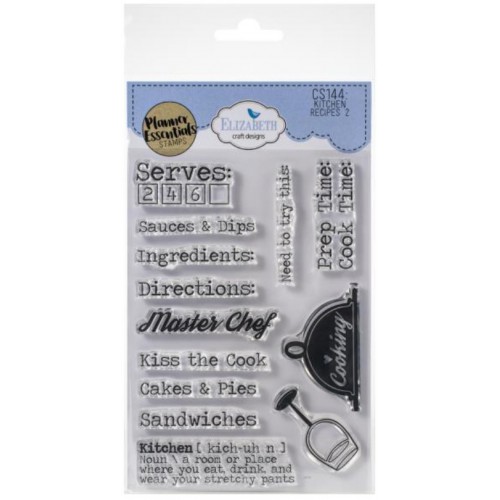 CS144:
KITCHEN
RECIPES 2
Planner
Essentials
STAMPS
ELIZABETH
craft designs
Serves:
2 4 6
Sauces & Dips
Ingredients:
Directions:
Master Chef
Kiss the Cook
Cakes & Pies
Sandwiches
Kitchen [ kich-uh n ]
Noun \ a room or place
where you eat, drink, and
wear your stretchy pants
Need to try this:
Prep Time:
Cook Time:
Cooking